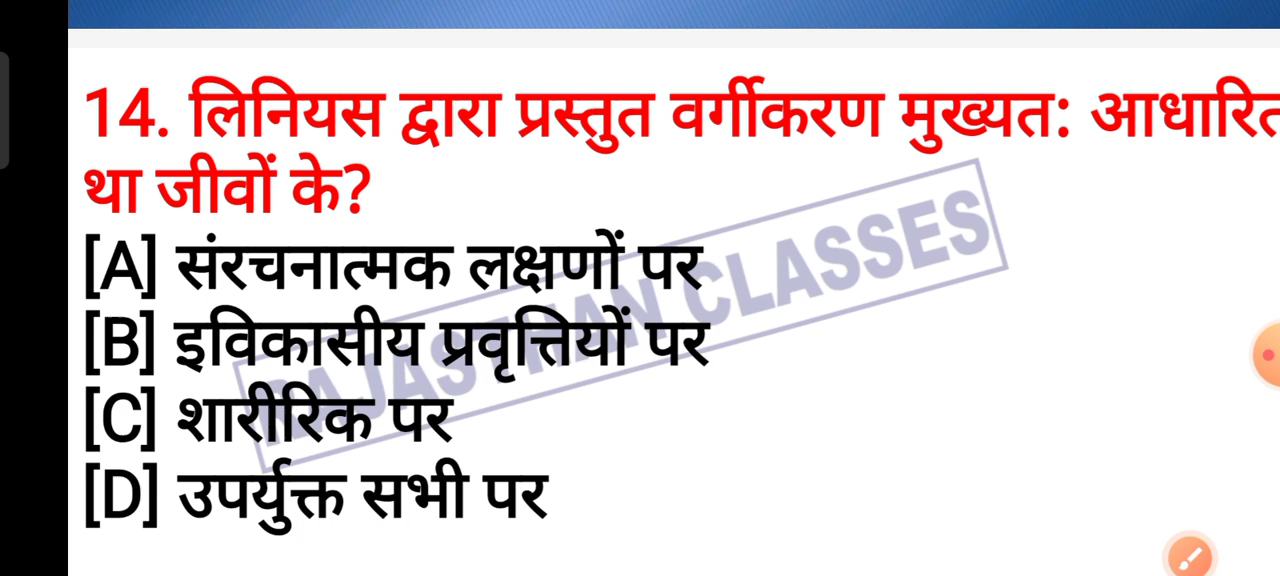 14. लिनियस द्वारा प्रस्तुत वर्गीकरण मुख्यत: आधारित
था जीवों के?
[A] संरचनात्मक लक्षणों पर
[B] इविकासीय प्रवृत्तियों पर
[C] शारीरिक पर
[D] उपर्युक्त सभी पर
RAJASTHAN CLASSES